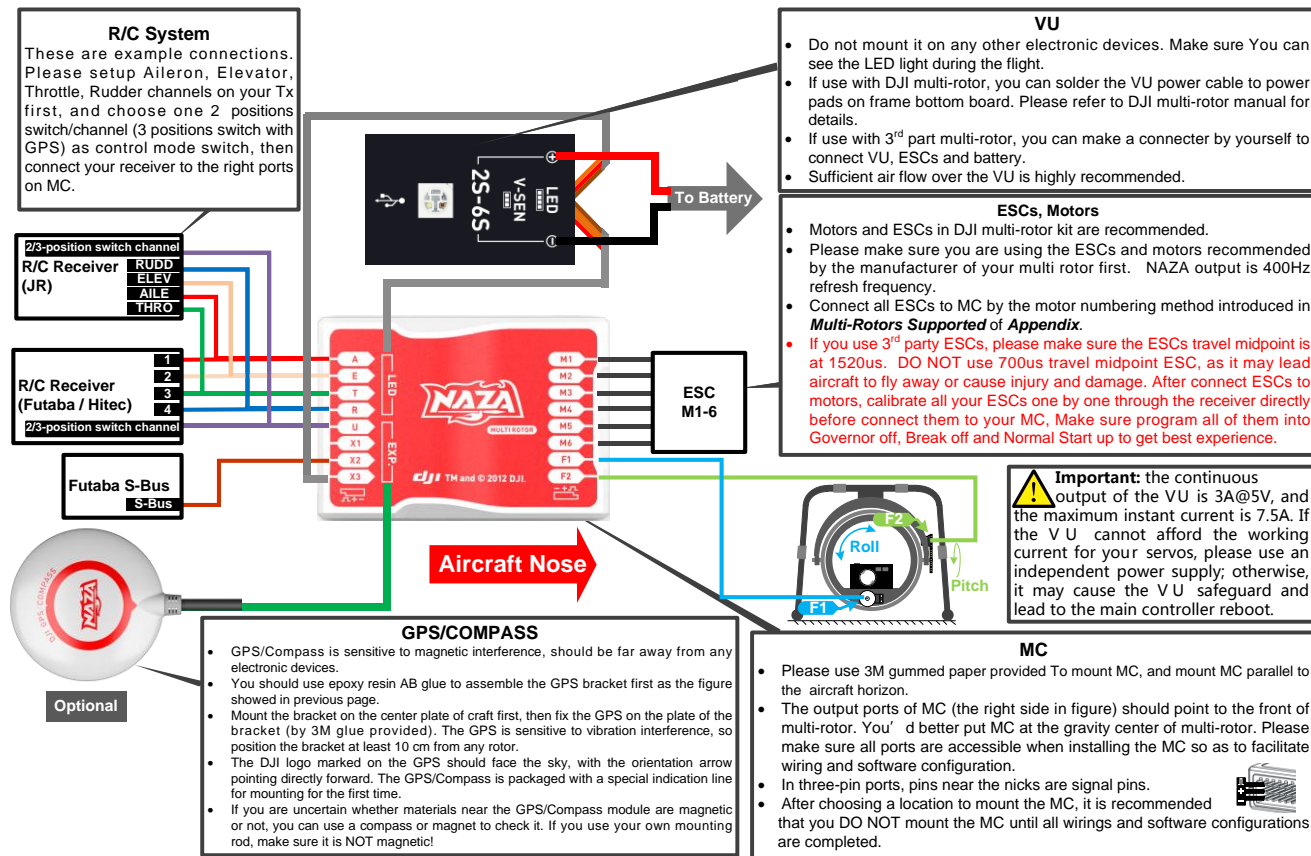 R/C System
These are example connections.
Please setup Aileron, Elevator,
Throttle, Rudder channels on your Tx
first, and choose one 2 positions
switch/channel (3 positions switch with
GPS) as control mode switch, then
connect your receiver to the right ports
on MC.
2/3-position switch channel
R/C Receiver
(JR)
RUDD
ELEV
AILE
THRO
R/C Receiver
(Futaba / Hitec)
1
2
3
4
2/3-position switch channel
Futaba S-Bus
S-Bus
DJI GPS COMPASS
NAZA
Optional
2S-6S
V-SEN
LED
To Battery
A
E
T
R
U
X1
X2
X3
LED
EXP.
NAZA
MULTI ROTOR
dji TM and © 2012 DJI.
M1
M2
M3
M4
M5
M6
F1
F2
ESC
M1-6
Aircraft Nose
F2
Roll
Pitch
F1
VU
• Do not mount it on any other electronic devices. Make sure You can
see the LED light during the flight.
• If use with DJI multi-rotor, you can solder the VU power cable to power
pads on frame bottom board. Please refer to DJI multi-rotor manual for
details.
• If use with 3rd part multi-rotor, you can make a connecter by yourself to
connect VU, ESCs and battery.
• Sufficient air flow over the VU is highly recommended.
ESCs, Motors
• Motors and ESCs in DJI multi-rotor kit are recommended.
• Please make sure you are using the ESCs and motors recommended
by the manufacturer of your multi rotor first. NAZA output is 400Hz
refresh frequency.
• Connect all ESCs to MC by the motor numbering method introduced in
Multi-Rotors Supported of Appendix.
• If you use 3rd party ESCs, please make sure the ESCs travel midpoint is
at 1520us. DO NOT use 700us travel midpoint ESC, as it may lead
aircraft to fly away or cause injury and damage. After connect ESCs to
motors, calibrate all your ESCs one by one through the receiver directly
before connect them to your MC, Make sure program all of them into
Governor off, Break off and Normal Start up to get best experience.
Important: the continuous
output of the VU is 3A@5V, and
the maximum instant current is 7.5A. If
the V U cannot afford the working
current for your servos, please use an
independent power supply; otherwise,
it may cause the V U safeguard and
lead to the main controller reboot.
GPS/COMPASS
• GPS/Compass is sensitive to magnetic interference, should be far away from any
electronic devices.
• You should use epoxy resin AB glue to assemble the GPS bracket first as the figure
showed in previous page.
• Mount the bracket on the center plate of craft first, then fix the GPS on the plate of the
bracket (by 3M glue provided). The GPS is sensitive to vibration interference, so
position the bracket at least 10 cm from any rotor.
• The DJI logo marked on the GPS should face the sky, with the orientation arrow
pointing directly forward. The GPS/Compass is packaged with a special indication line
for mounting for the first time.
• If you are uncertain whether materials near the GPS/Compass module are magnetic
or not, you can use a compass or magnet to check it. If you use your own mounting
rod, make sure it is NOT magnetic!
MC
• Please use 3M gummed paper provided To mount MC, and mount MC parallel to
the aircraft horizon.
• The output ports of MC (the right side in figure) should point to the front of
multi-rotor. You’ d better put MC at the gravity center of multi-rotor. Please
make sure all ports are accessible when installing the MC so as to facilitate
wiring and software configuration.
• In three-pin ports, pins near the nicks are signal pins.
• After choosing a location to mount the MC, it is recommended
that you DO NOT mount the MC until all wirings and software configurations
are completed.